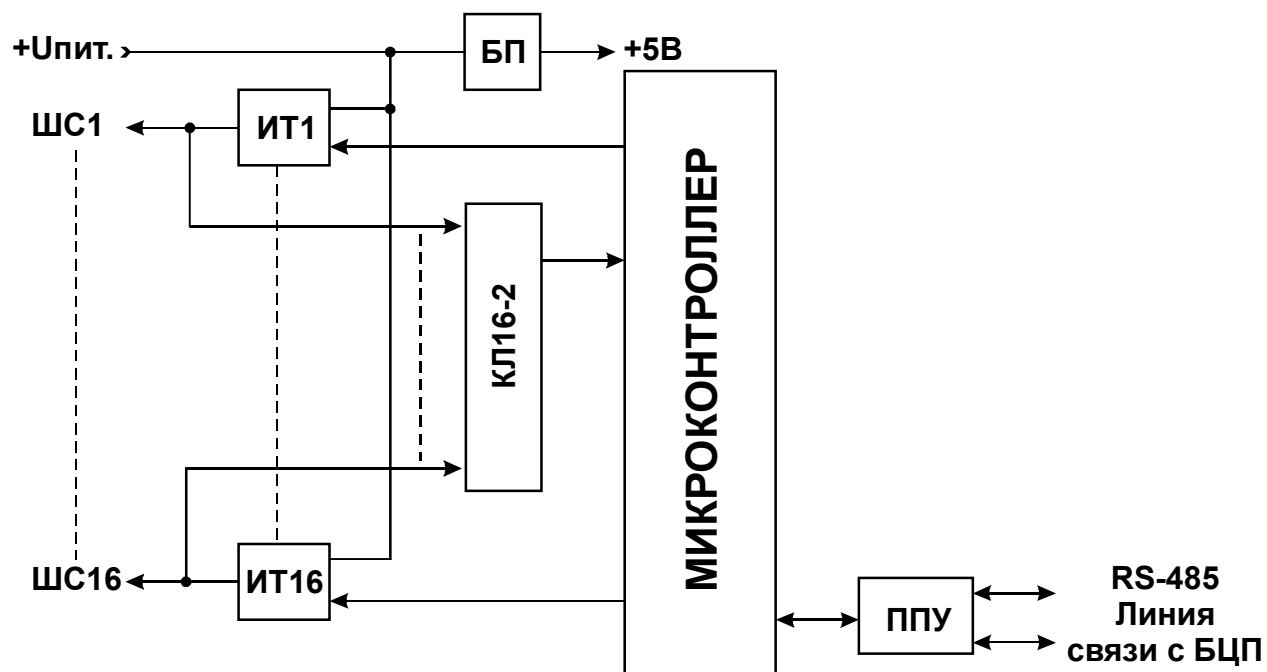 +Uпит.
БП
+5В
ШС1
ИТ1
МИКРОКОНТРОЛЛЕР
КЛ16-2
ШС16
ИТ16
ППУ
RS-485
Линия
связи с БЦП